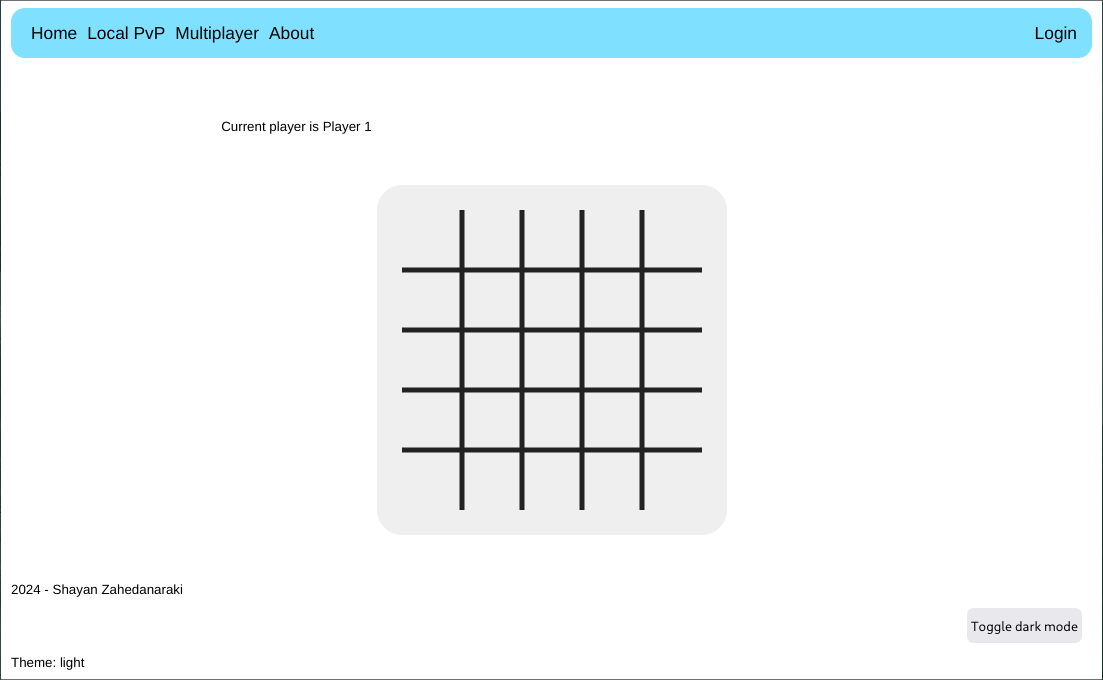 Home Local PvP Multiplayer About Login
Current player is Player 1
2024 - Shayan Zahedanaraki
Toggle dark mode
Theme: light